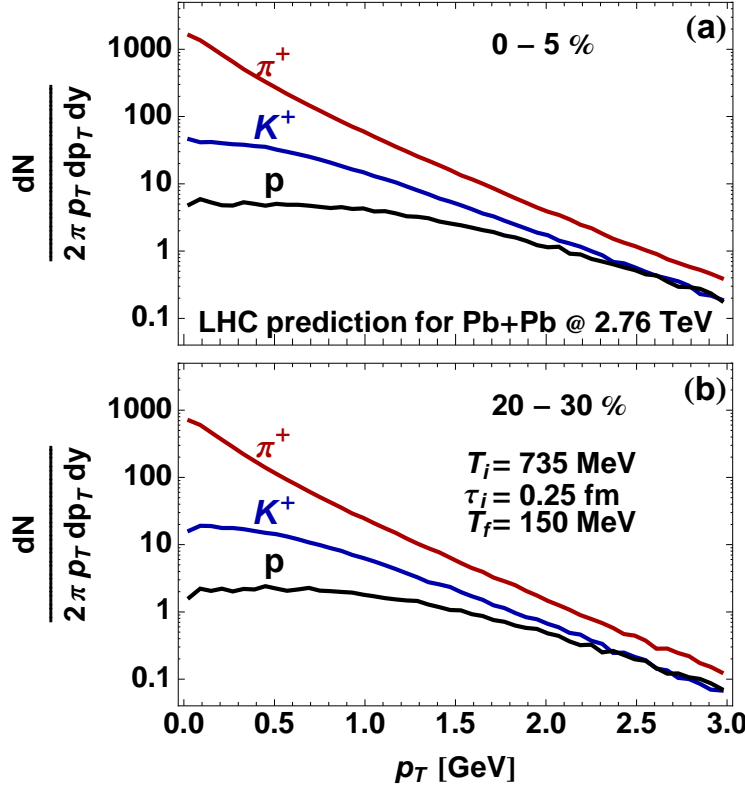 (a)
0 – 5 %
1000
100
10
1
0.1
dN
2π pT dpT dy
π+
K+
p
LHC prediction for Pb+Pb @ 2.76 TeV
(b)
20 – 30 %
1000
100
10
1
0.1
dN
2π pT dpT dy
π+
K+
p
Ti = 735 MeV
τi = 0.25 fm
Tf = 150 MeV
0.0 0.5 1.0 1.5 2.0 2.5 3.0
pT [GeV]